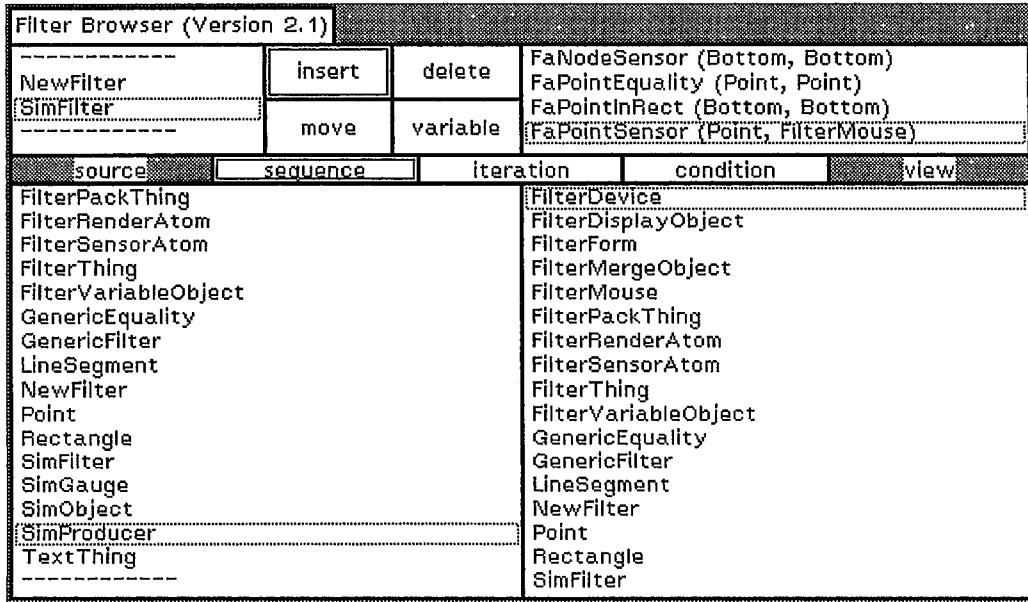 Filter Browser (Version 2.1)
-------------
NewFilter
SimFilter
-------------
insert
delete
move
variable
FaNodeSensor (Bottom, Bottom)
FaPointEquality (Point, Point)
FaPointInRect (Bottom, Bottom)
FaPointSensor (Point, FilterMouse)
source
sequence
iteration
condition
view
FilterPackThing
FilterRenderAtom
FilterSensorAtom
FilterThing
FilterVariableObject
GenericEquality
GenericFilter
LineSegment
NewFilter
Point
Rectangle
SimFilter
SimGauge
SimObject
SimProducer
TextThing
-------------
FilterDevice
FilterDisplayObject
FilterForm
FilterMergeObject
FilterMouse
FilterPackThing
FilterRenderAtom
FilterSensorAtom
FilterThing
FilterVariableObject
GenericEquality
GenericFilter
LineSegment
NewFilter
Point
Rectangle
SimFilter